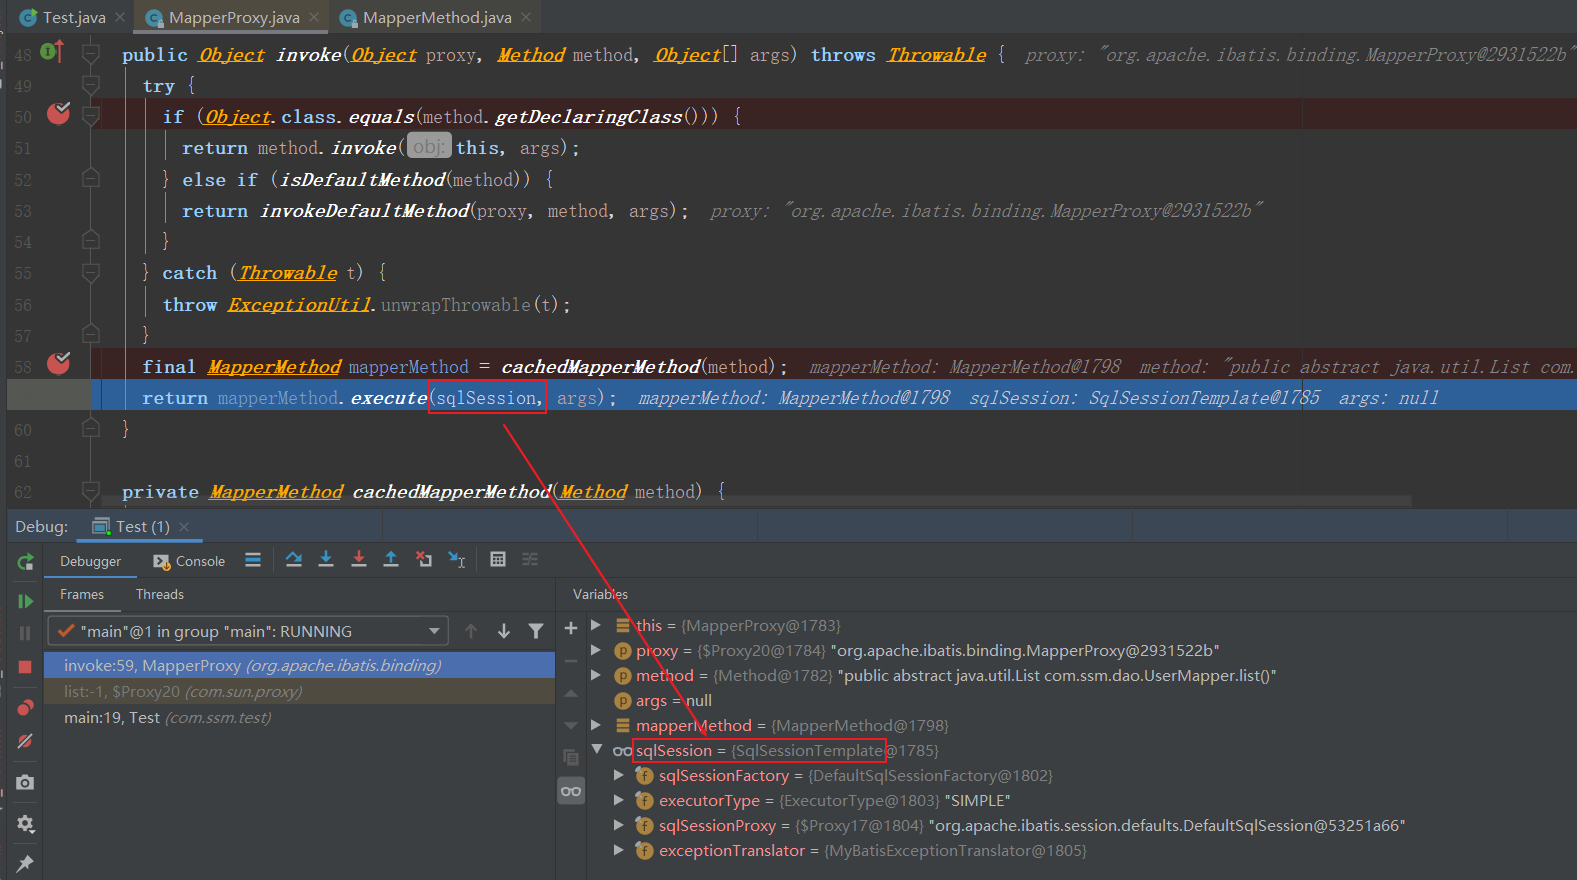 Test.java
MapperProxy.java
MapperMethod.java
48 public Object invoke(Object proxy, Method method, Object[] args) throws Throwable { proxy: "org.apache.ibatis.binding.MapperProxy@2931522b"
49 try {
50 if (Object.class.equals(method.getDeclaringClass())) {
51 return method.invoke( obj: this, args);
52 } else if (isDefaultMethod(method)) {
53 return invokeDefaultMethod(proxy, method, args); proxy: "org.apache.ibatis.binding.MapperProxy@2931522b"
54 }
55 } catch (Throwable t) {
56 throw ExceptionUtil.unwrapThrowable(t);
57 }
58 final MapperMethod mapperMethod = cachedMapperMethod(method); mapperMethod: MapperMethod@1798 method: "public abstract java.util.List com.
return mapperMethod.execute(sqlSession, args); mapperMethod: MapperMethod@1798 sqlSession: SqlSessionTemplate@1785 args: null
60 }
61
62 private MapperMethod cachedMapperMethod(Method method) {
Debug: Test (1)
Debugger Console
Frames Threads
Variables
"main"@1 in group "main": RUNNING
invoke:59, MapperProxy (org.apache.ibatis.binding)
list:-1, $Proxy20 (com.sun.proxy)
main:19, Test (com.ssm.test)
this = {MapperProxy@1783}
proxy = {$Proxy20@1784} "org.apache.ibatis.binding.MapperProxy@2931522b"
method = {Method@1782} "public abstract java.util.List com.ssm.dao.UserMapper.list()"
args = null
mapperMethod = {MapperMethod@1798}
sqlSession = {SqlSessionTemplate@1785}
sqlSessionFactory = {DefaultSqlSessionFactory@1802}
executorType = {ExecutorType@1803} "SIMPLE"
sqlSessionProxy = {$Proxy17@1804} "org.apache.ibatis.session.defaults.DefaultSqlSession@53251a66"
exceptionTranslator = {MyBatisExceptionTranslator@1805}